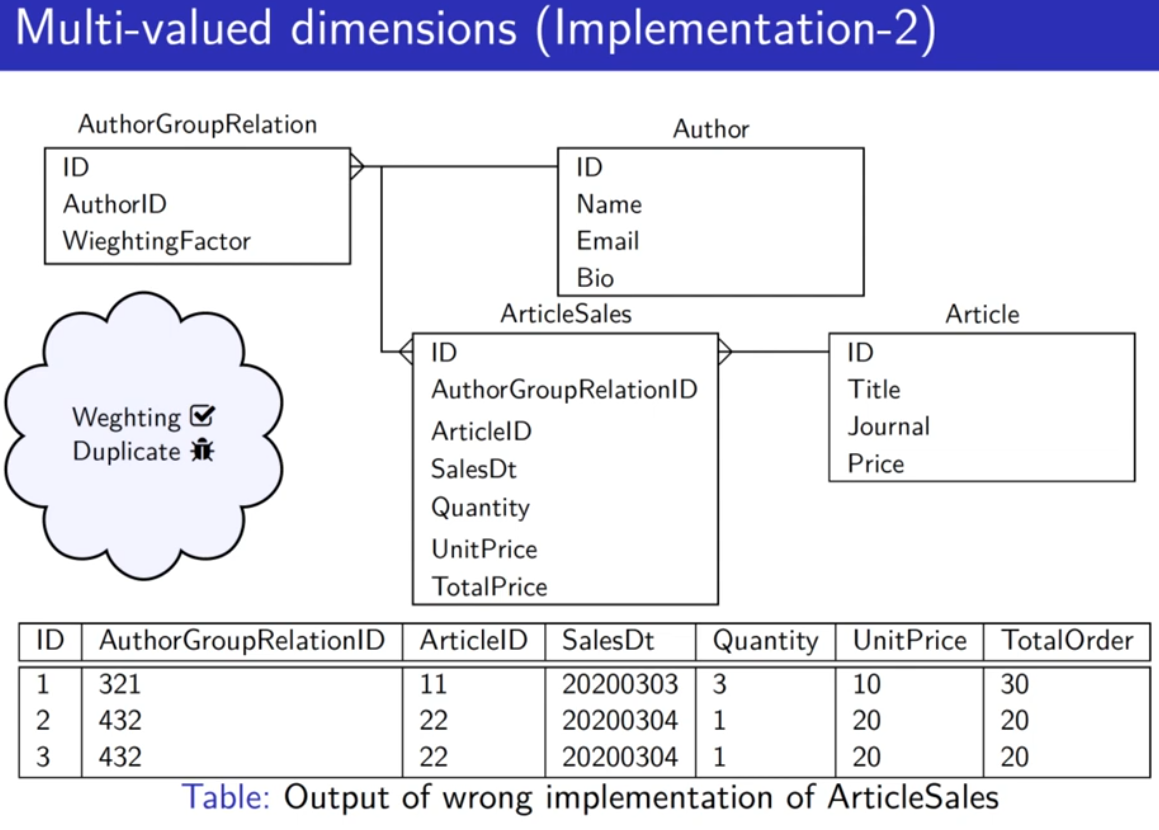 Multi-valued dimensions (Implementation-2)
AuthorGroupRelation
ID
AuthorID
WieghtingFactor
Author
ID
Name
Email
Bio
Weghting
Duplicate
ArticleSales
ID
AuthorGroupRelationID
ArticleID
SalesDt
Quantity
UnitPrice
TotalPrice
Article
ID
Title
Journal
Price
ID AuthorGroupRelationID ArticleID SalesDt Quantity UnitPrice TotalOrder
1 321 11 20200303 3 10 30
2 432 22 20200304 1 20 20
3 432 22 20200304 1 20 20
Table: Output of wrong implementation of ArticleSales